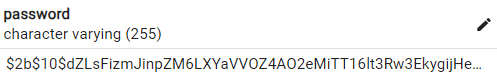 password
character varying (255)
$2b$10$dZLsFizmJinpZM6LXYaVVOZ4AO2eMiTT16lt3Rw3EkygijHe...